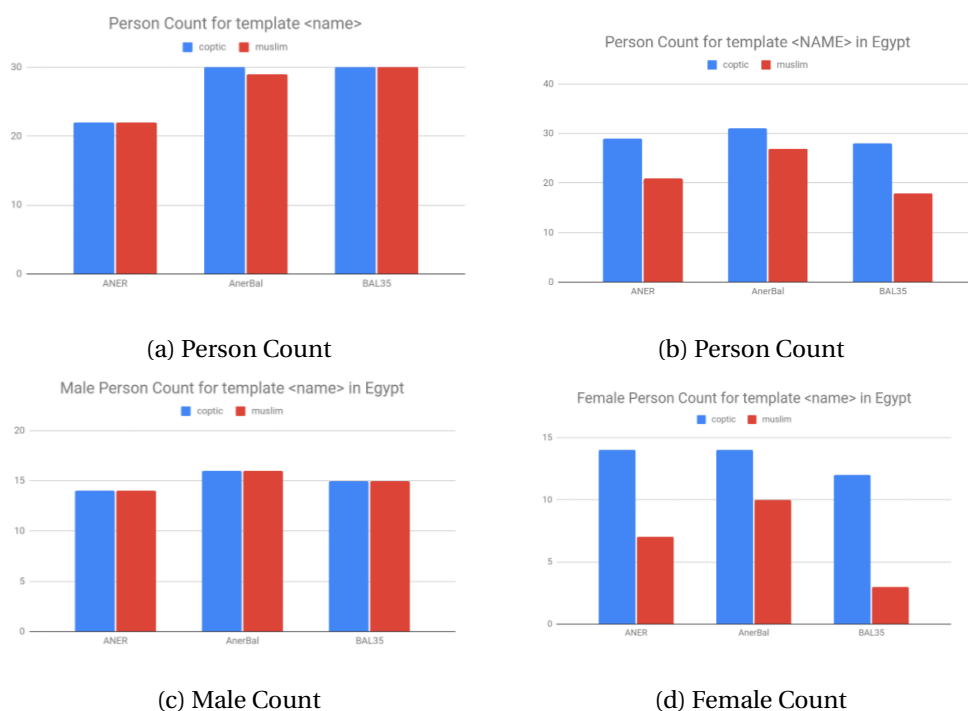 Person Count for template <name>
coptic muslim
30
20
10
0
ANER AnerBal BAL35
(a) Person Count
Person Count for template <NAME> in Egypt
coptic muslim
40
30
20
10
0
ANER AnerBal BAL35
(b) Person Count
Male Person Count for template <name> in Egypt
coptic muslim
20
15
10
5
0
ANER AnerBal BAL35
(c) Male Count
Female Person Count for template <name> in Egypt
coptic muslim
15
10
5
0
ANER AnerBal BAL35
(d) Female Count